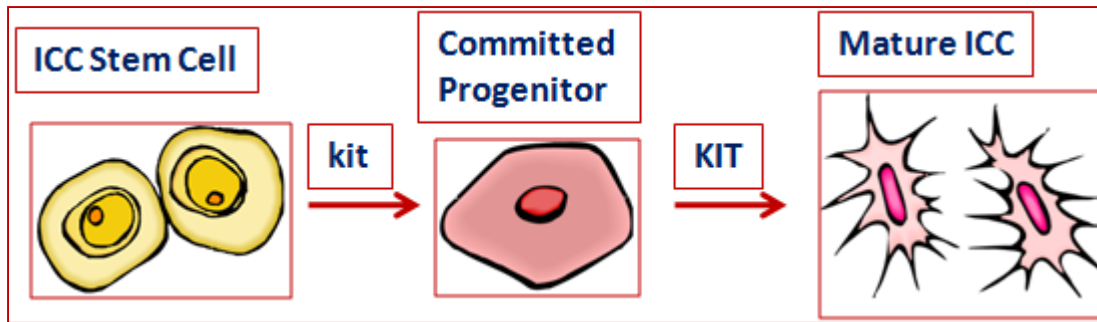 ICC Stem Cell
kit
Committed
Progenitor
KIT
Mature ICC